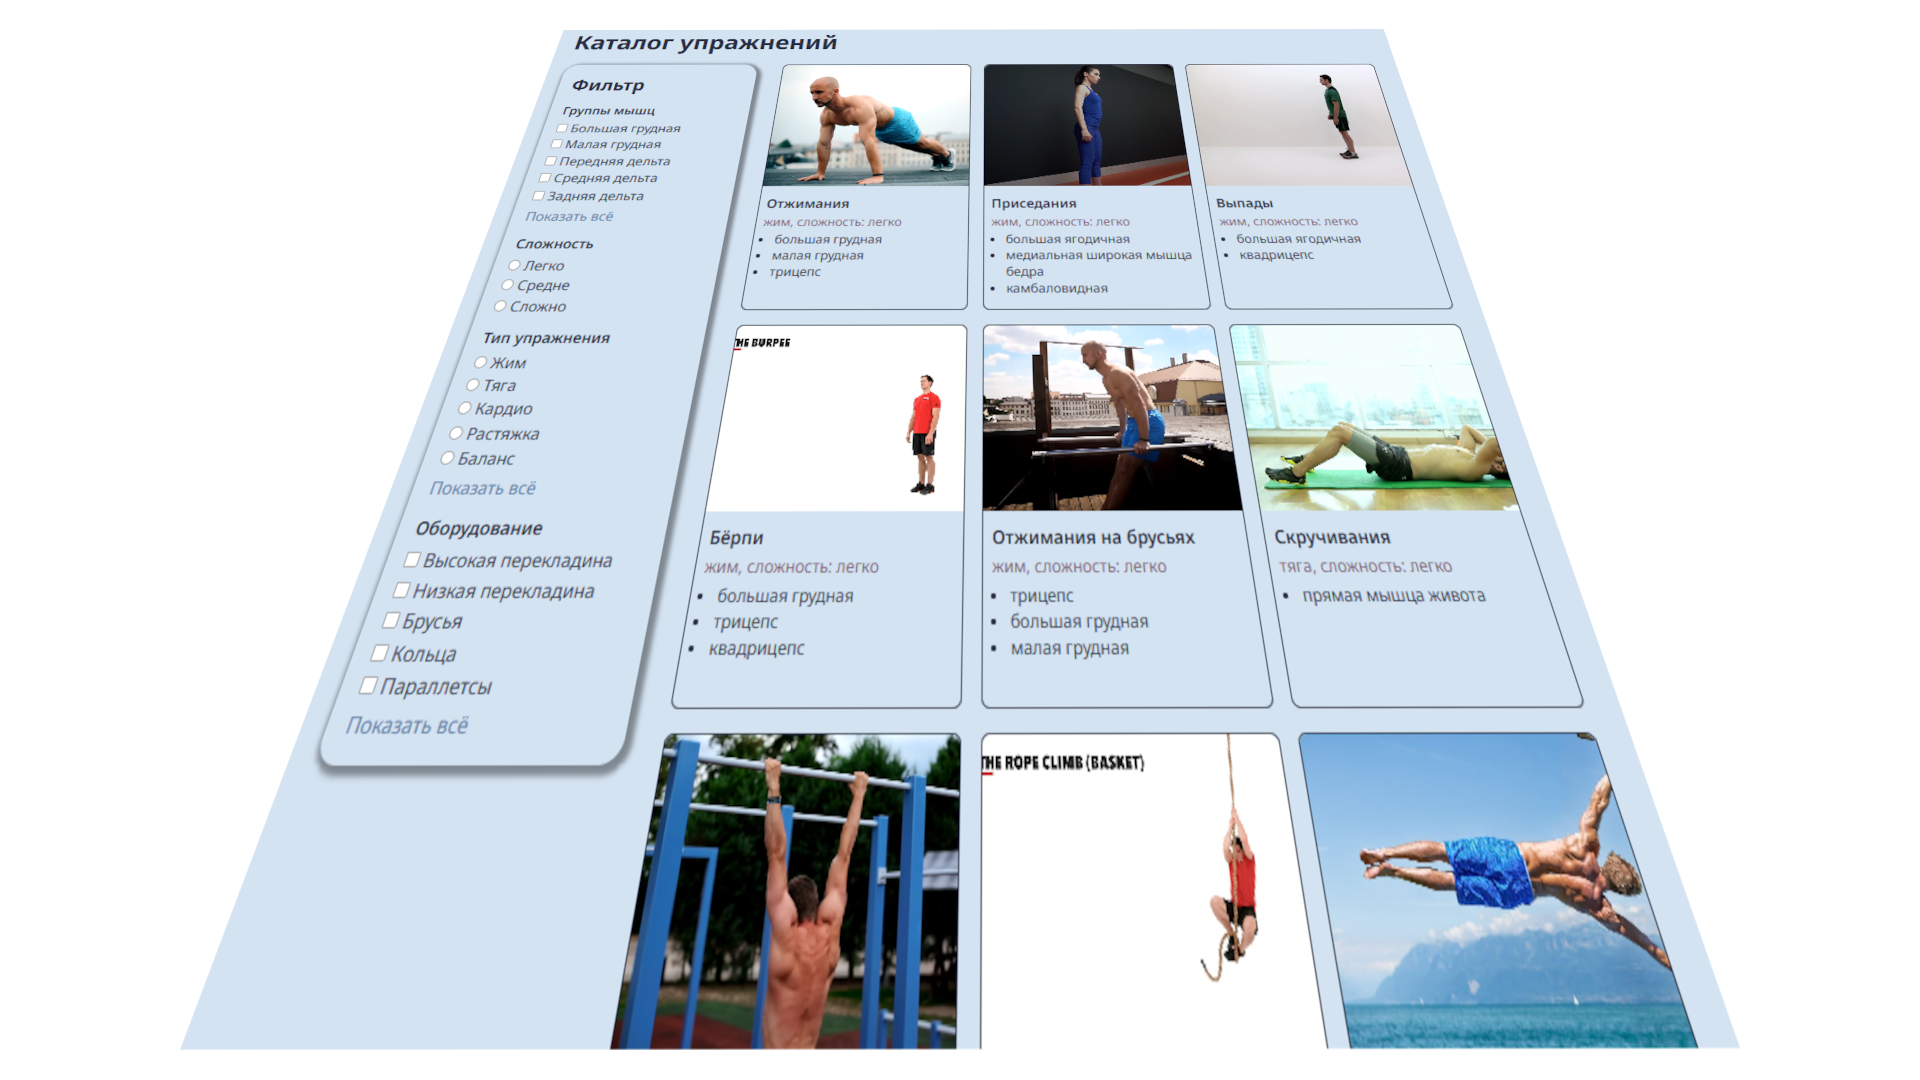 Каталог упражнений
Фильтр
Группы мышц
Большая грудная
Малая грудная
Передняя дельта
Средняя дельта
Задняя дельта
Показать всё
Сложность
Легко
Средне
Сложно
Тип упражнения
Жим
Тяга
Кардио
Растяжка
Баланс
Показать всё
Оборудование
Высокая перекладина
Низкая перекладина
Брусья
Кольца
Параллетсы
Показать всё
Отжимания
жим, сложность: легко
большая грудная
малая грудная
трицепс
Приседания
жим, сложность: легко
большая ягодичная
медиальная широкая мышца
бедра
камбаловидная
Выпады
жим, сложность: легко
большая ягодичная
квадрицепс
THE BURPEE
Бёрпи
жим, сложность: легко
большая грудная
трицепс
квадрицепс
Отжимания на брусьях
жим, сложность: легко
трицепс
большая грудная
малая грудная
Скручивания
тяга, сложность: легко
прямая мышца живота
THE ROPE CLIMB (BASKET)